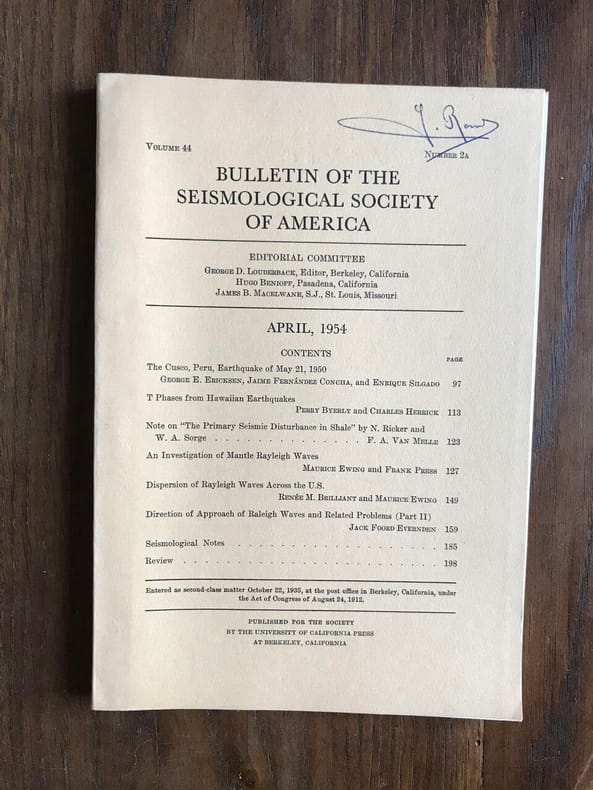 VOLUME 44
NUMBER 2A
BULLETIN OF THE
SEISMOLOGICAL SOCIETY
OF AMERICA
EDITORIAL COMMITTEE
GEORGE D. LOUDERBACK, Editor, Berkeley, California
HUGO BENIOFF, Pasadena, California
JAMES B. MACELWANE, S.J., St. Louis, Missouri
APRIL, 1954
CONTENTS
PAGE
The Cusco, Peru, Earthquake of May 21, 1950
GEORGE E. ERICKSEN, JAIME FERNÁNDEZ CONCHA, and ENRIQUE SILGADO 97
T Phases from Hawaiian Earthquakes
PERRY BYERLY and CHARLES HERRICK 113
Note on "The Primary Seismic Disturbance in Shale" by N. Ricker and
W. A. Sorge . . . . . . . . . . . . . . F. A. VAN MELLE 123
An Investigation of Mantle Rayleigh Waves
MAURICE EWING and FRANK PRESS 127
Dispersion of Rayleigh Waves Across the U.S.
RENÉE M. BRILLIANT and MAURICE EWING 149
Direction of Approach of Raleigh Waves and Related Problems (Part II)
JACK FOORD EVERNDEN 159
Seismological Notes . . . . . . . . . . . . . . . . . . . 185
Review . . . . . . . . . . . . . . . . . . . . . . . . 198
Entered as second-class matter October 22, 1935, at the post office in Berkeley, California, under
the Act of Congress of August 24, 1912.
PUBLISHED FOR THE SOCIETY
BY THE UNIVERSITY OF CALIFORNIA PRESS
AT BERKELEY, CALIFORNIA